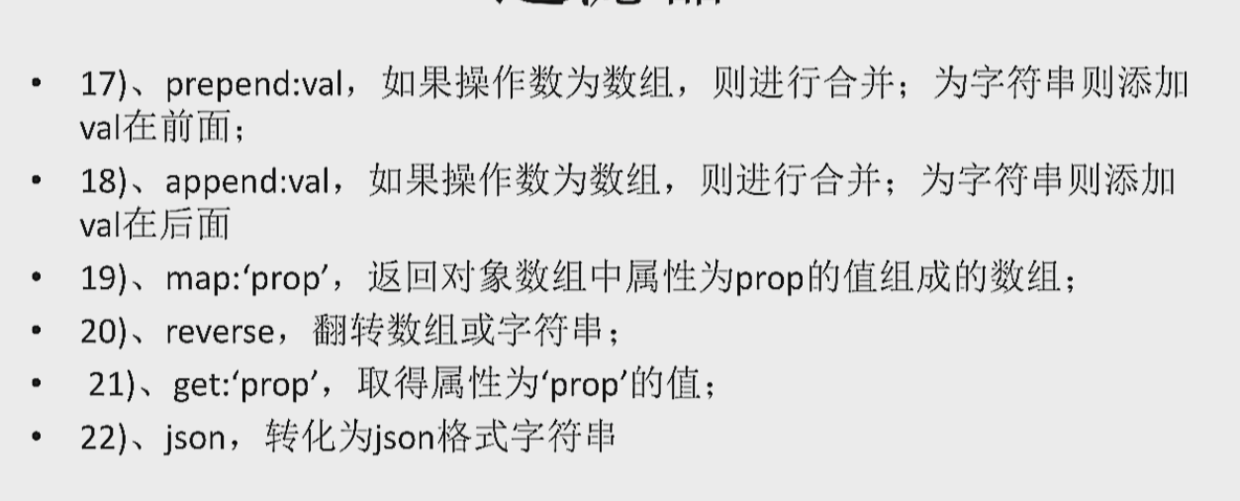 • 17)、prepend:val，如果操作数为数组，则进行合并；为字符串则添加
val在前面；
• 18)、append:val，如果操作数为数组，则进行合并；为字符串则添加
val在后面
• 19)、map:‘prop’，返回对象数组中属性为prop的值组成的数组；
• 20)、reverse，翻转数组或字符串；
• 21)、get:‘prop’，取得属性为‘prop’的值；
• 22)、json，转化为json格式字符串